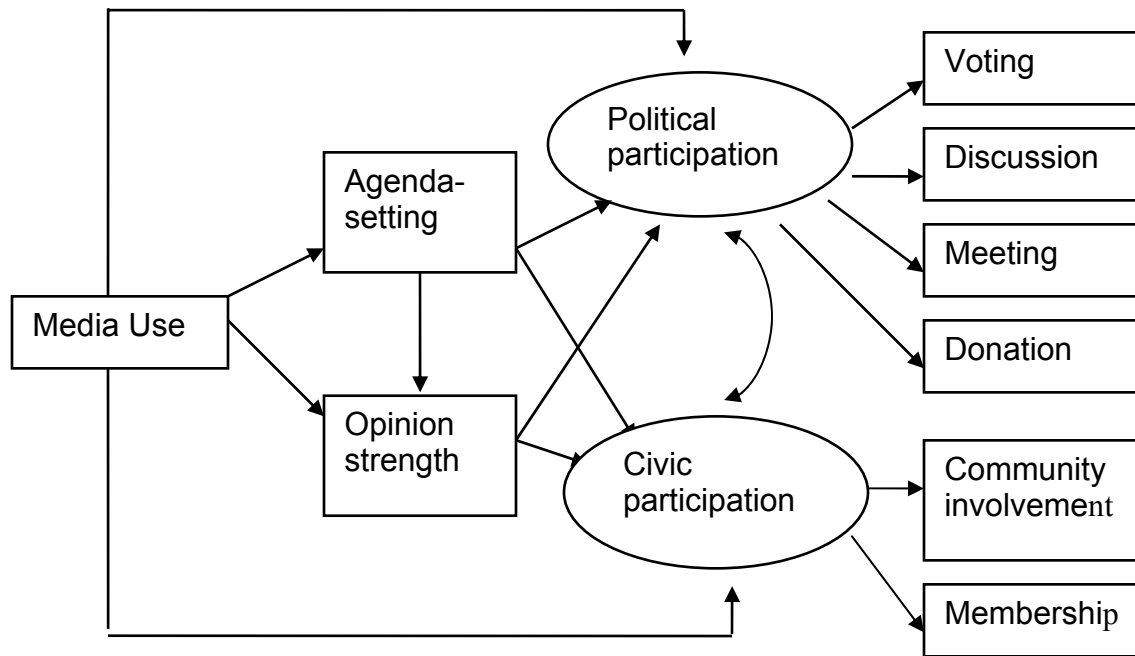 Voting
Political
participation
Discussion
Agenda-
setting
Meeting
Media Use
Donation
Opinion
strength
Civic
participation
Community
involvement
Membership